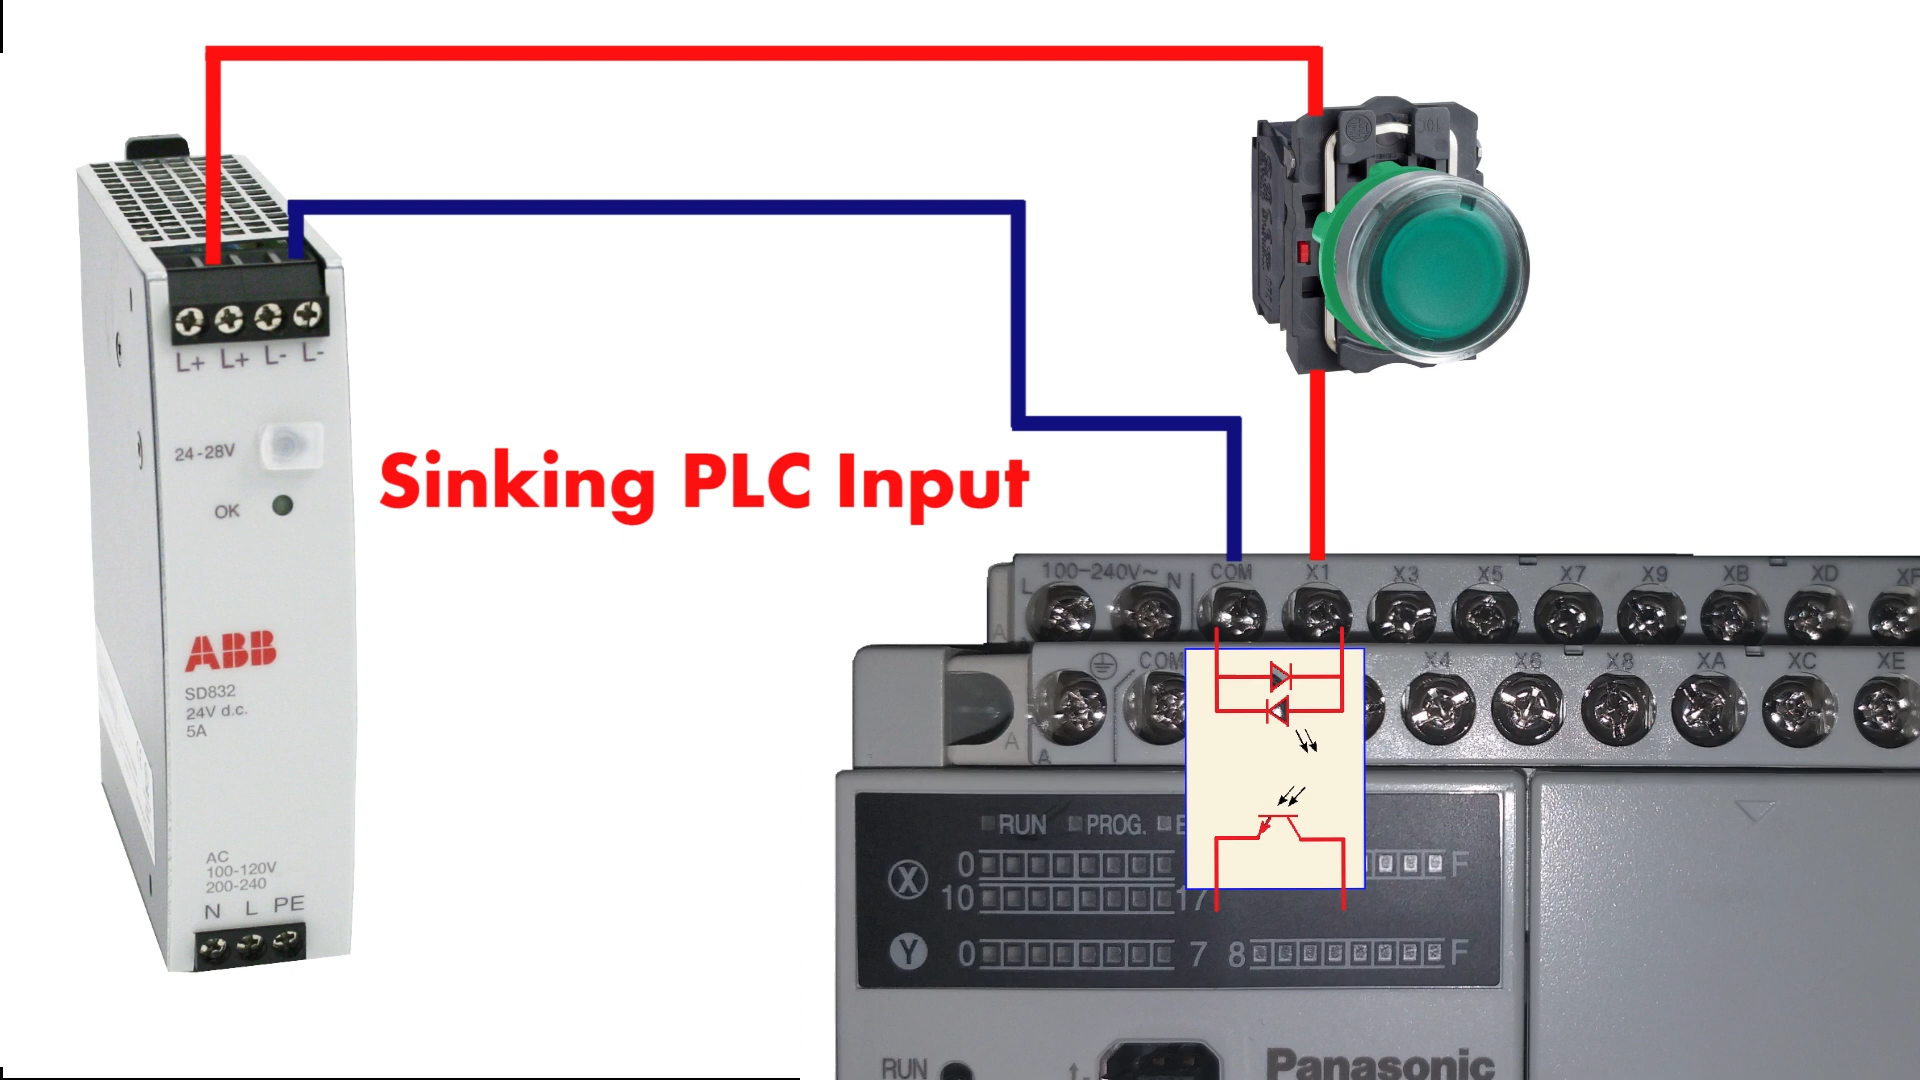 L+ L+ L- L-
24-28V
OK
Sinking PLC Input
ABB
SD832
24V d.c.
5A
AC
100-120V
200-240
N L PE
L 100-240V~ N COM X1 X3 X5 X7 X9 XB XD XF
A
COM X4 X6 X8 XA XC XE
A
A
RUN PROG.
X 0 F
10 17
Y 0 7 8 F
RUN
Panasonic